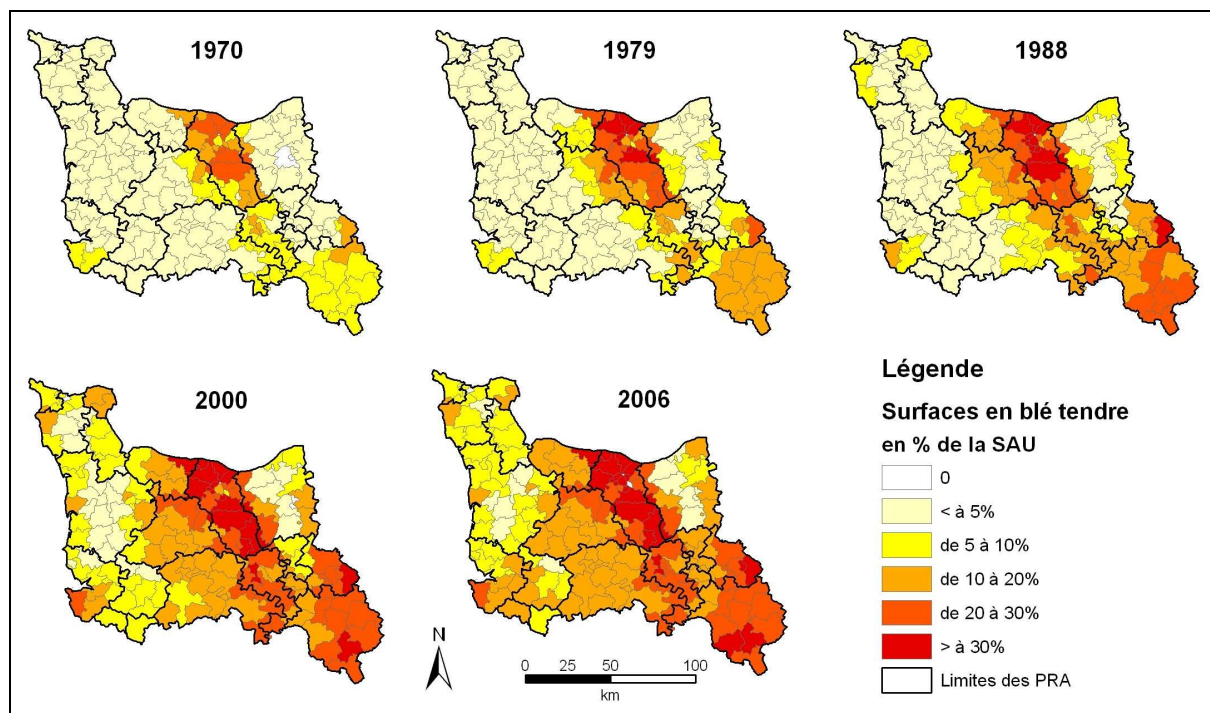 1970
1979
1988
2000
2006
Légende
Surfaces en blé tendre
en % de la SAU
0
< à 5%
de 5 à 10%
de 10 à 20%
de 20 à 30%
> à 30%
Limites des PRA
N
0 25 50 100
km